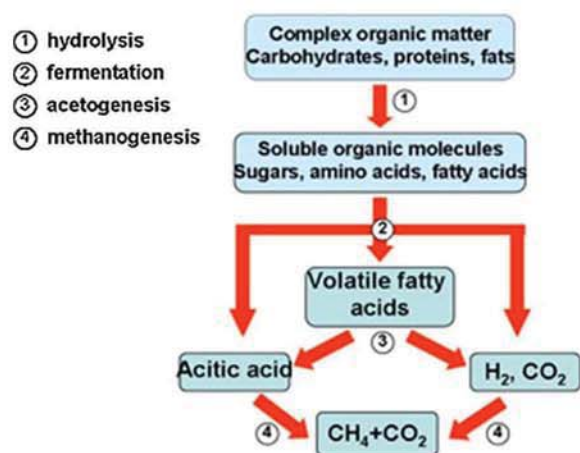 ① hydrolysis
② fermentation
③ acetogenesis
④ methanogenesis
Complex organic matter
Carbohydrates, proteins, fats
①
Soluble organic molecules
Sugars, amino acids, fatty acids
②
Volatile fatty
acids
③
Acitic acid
H₂, CO₂
④
CH₄+CO₂
④